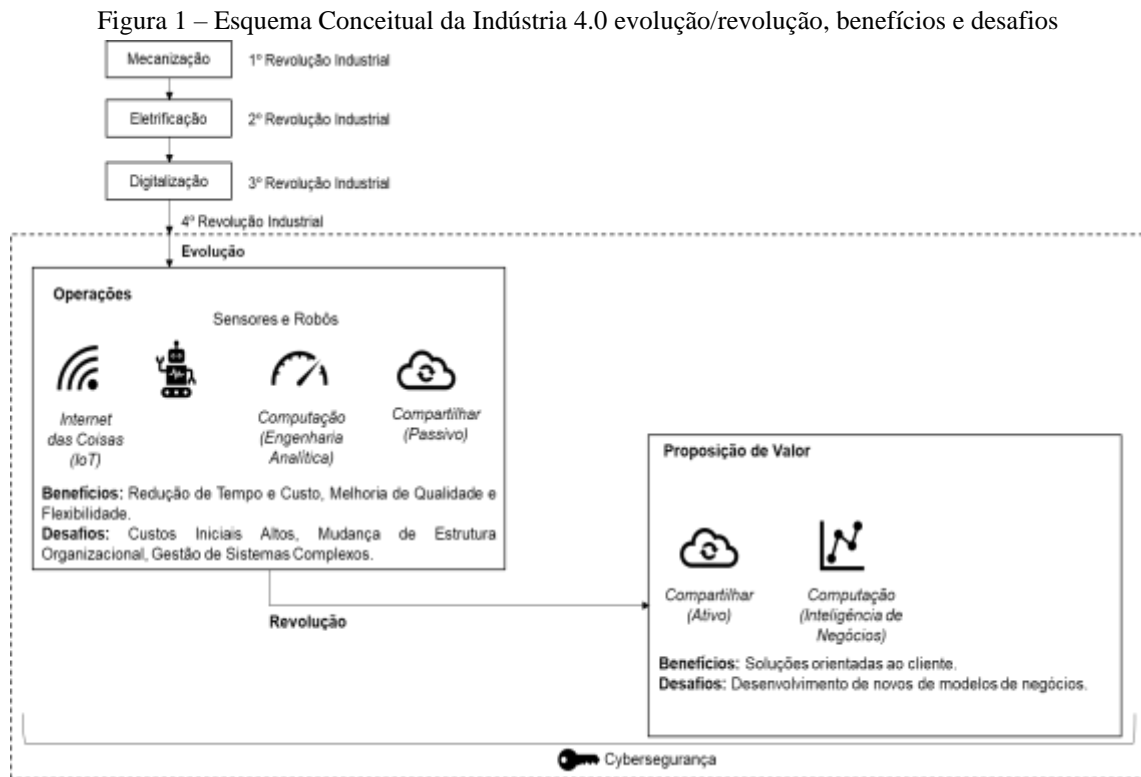 Figura 1 – Esquema Conceitual da Indústria 4.0 evolução/revolução, benefícios e desafios
Mecanização
1º Revolução Industrial
Eletrificação
2º Revolução Industrial
Digitalização
3º Revolução Industrial
4º Revolução Industrial
Evolução
Operações
Sensores e Robôs
Internet
das Coisas
(IoT)
Computação
(Engenharia
Analítica)
Compartilhar
(Passivo)
Benefícios: Redução de Tempo e Custo, Melhoria de Qualidade e
Flexibilidade.
Desafios: Custos Iniciais Altos, Mudança de Estrutura
Organizacional, Gestão de Sistemas Complexos.
Revolução
Proposição de Valor
Compartilhar
(Ativo)
Computação
(Inteligência de
Negócios)
Benefícios: Soluções orientadas ao cliente.
Desafios: Desenvolvimento de novos de modelos de negócios.
Cybersegurança